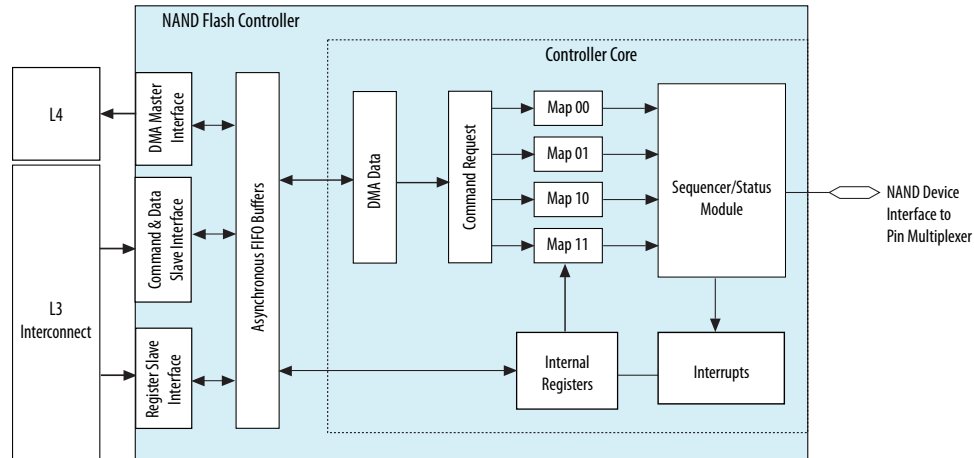 NAND Flash Controller
Controller Core
L4
DMA Master
Interface
L3
Interconnect
Command & Data
Slave Interface
Register Slave
Interface
Asynchronous FIFO Buffers
DMA Data
Command Request
Map 00
Map 01
Map 10
Map 11
Sequencer/Status
Module
NAND Device
Interface to
Pin Multiplexer
Internal
Registers
Interrupts